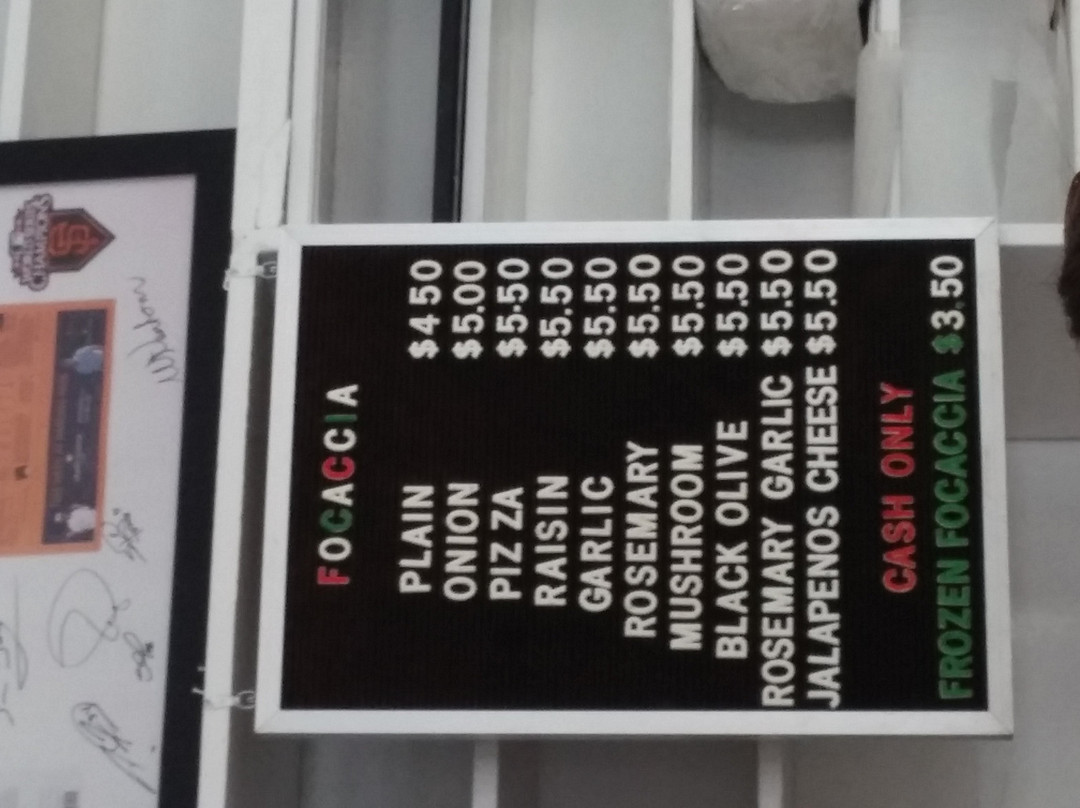 FOCACCIA
PLAIN $4 50
ONION $5.00
PIZZA $5.50
RAISIN $5.50
GARLIC $5.50
ROSEMARY $5.50
MUSHROOM $5.50
BLACK OLIVE $5.50
ROSEMARY GARLIC $5.50
JALAPENOS CHEESE $5.50
CASH ONLY
FROZEN FOCACCIA $3.50
SF
CHAMPIONS